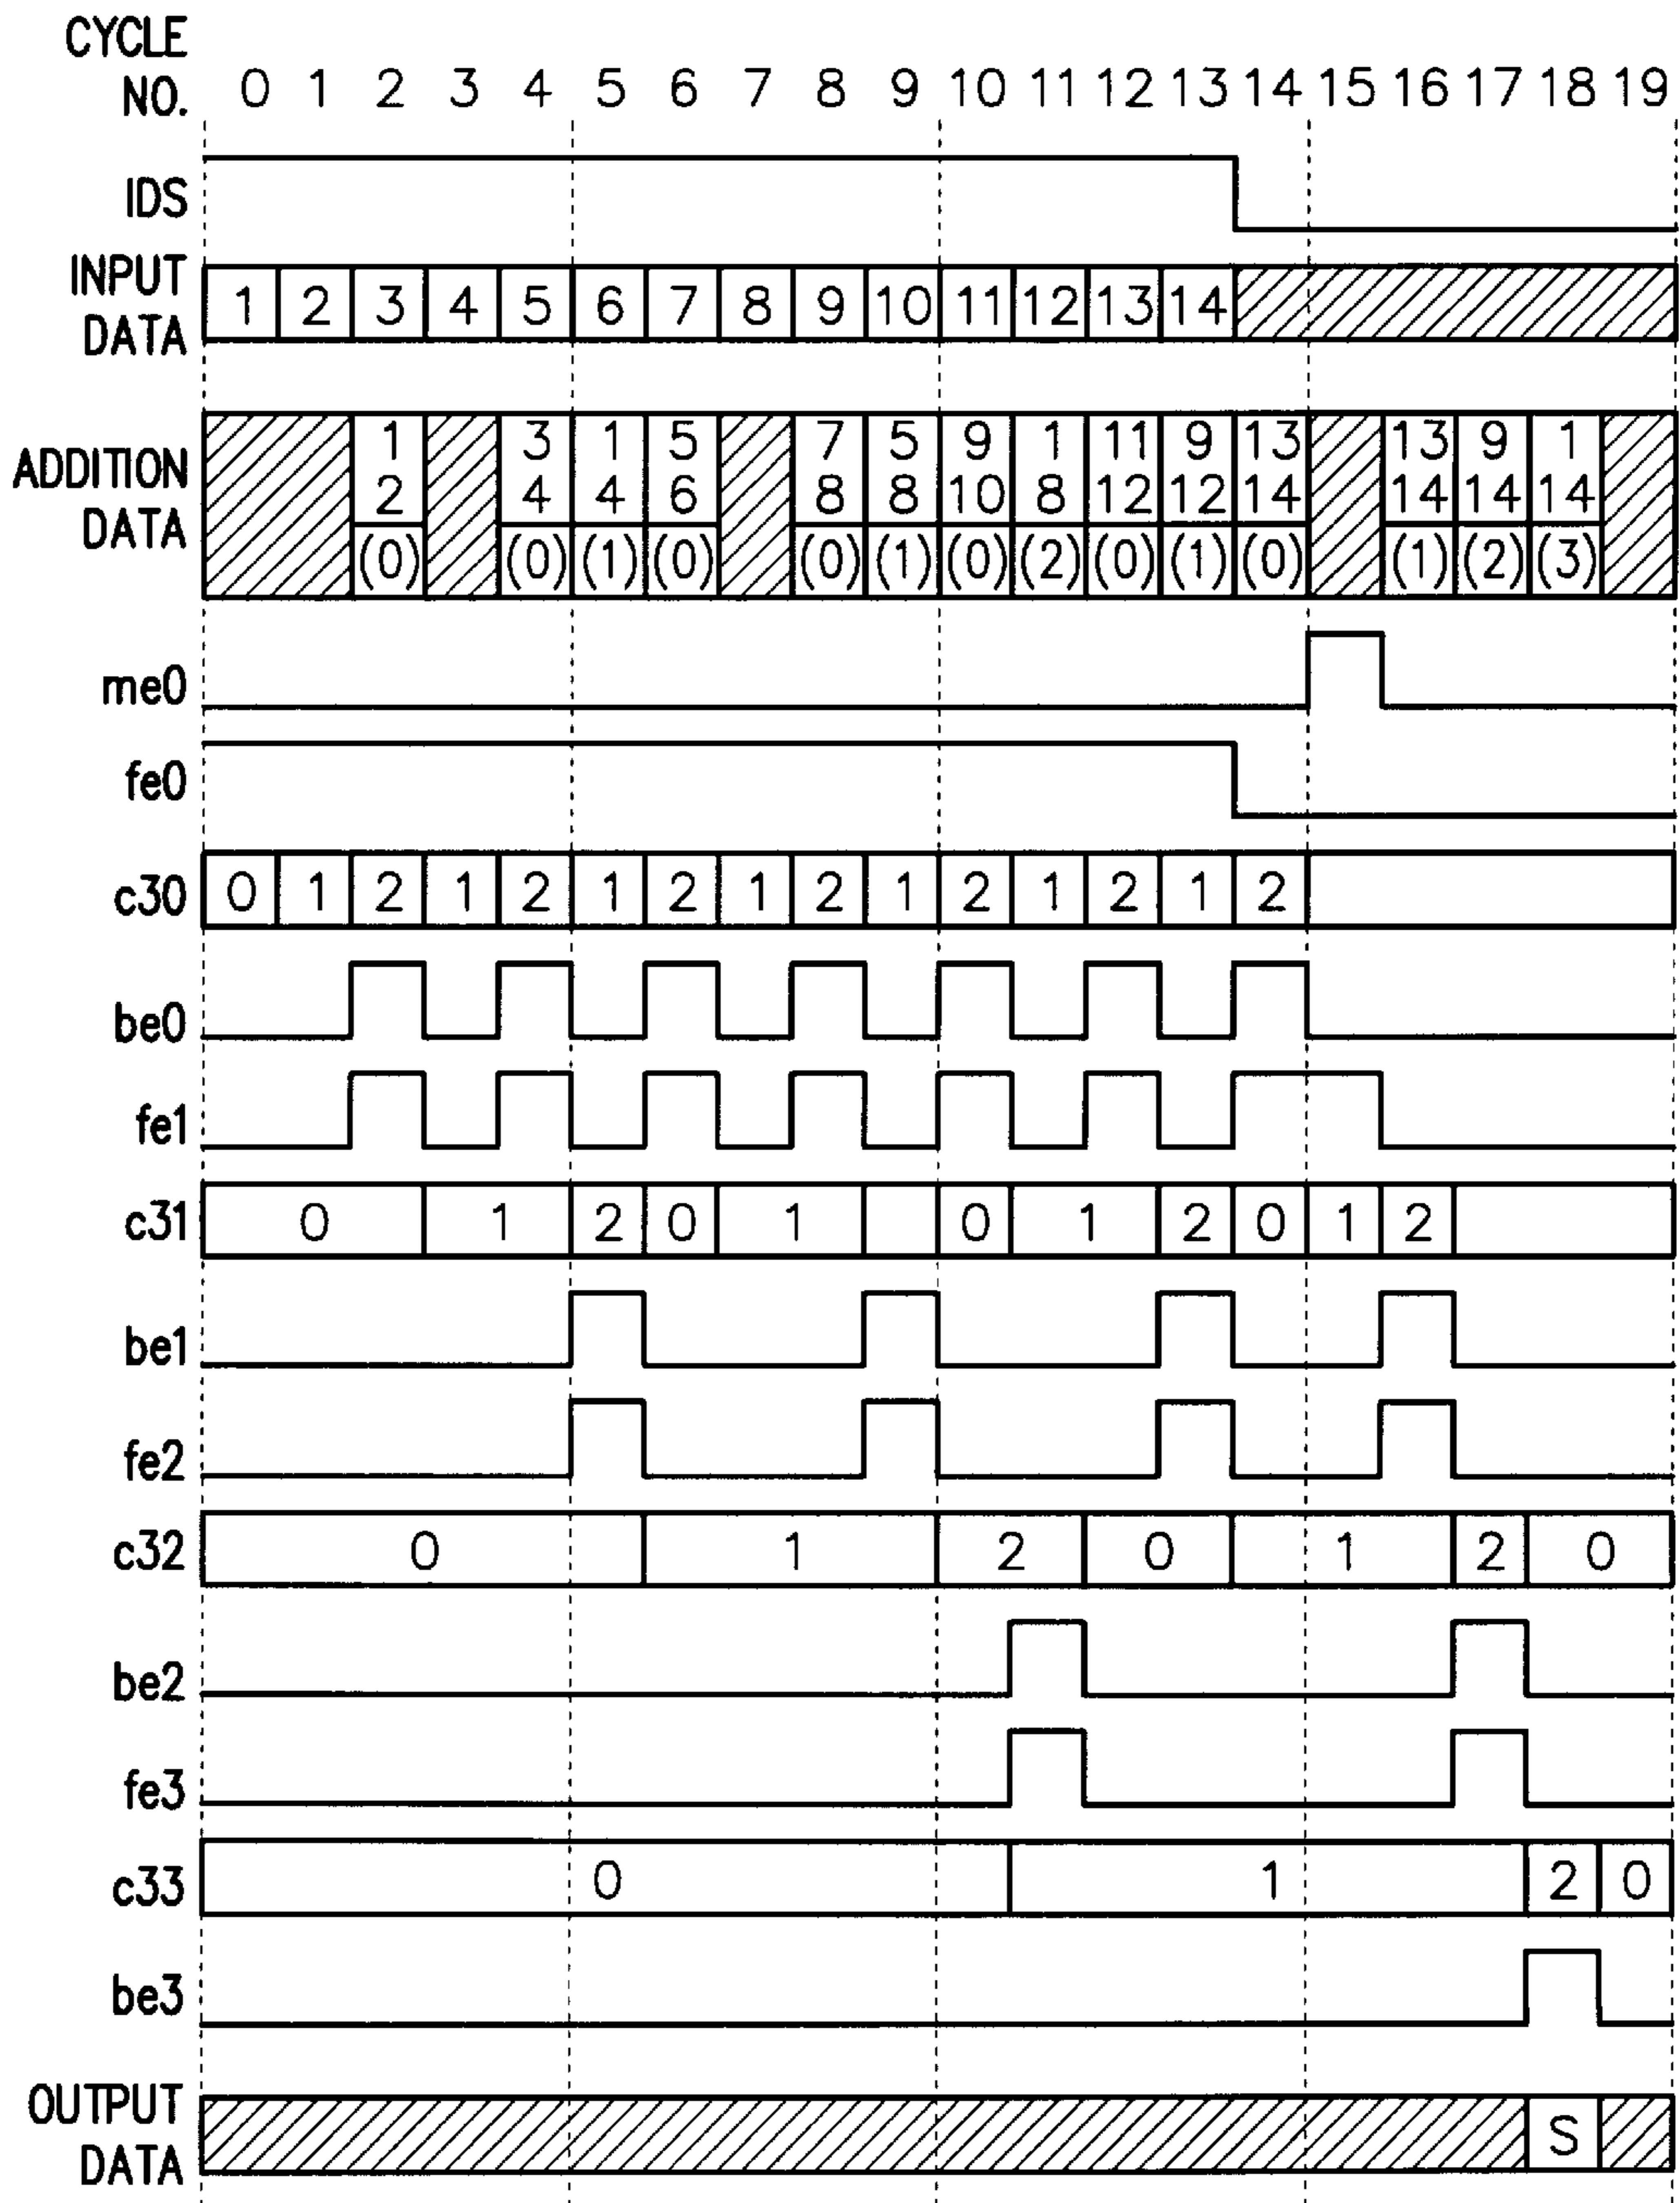 CYCLE
NO. 0 1 2 3 4 5 6 7 8 9 10 11 12 13 14 15 16 17 18 19
IDS
INPUT
DATA 1 2 3 4 5 6 7 8 9 10 11 12 13 14
ADDITION
DATA
1 3 1 5 7 5 9 1 11 9 13 13 9 1
2 4 4 6 8 8 10 8 12 12 14 14 14 14
(0) (0) (1) (0) (0) (1) (0) (2) (0) (1) (0) (1) (2) (3)
me0
fe0
c30 0 1 2 1 2 1 2 1 2 1 2 1 2 1 2
be0
fe1
c31 0 1 2 0 1 0 1 2 0 1 2
be1
fe2
c32 0 1 2 0 1 2 0
be2
fe3
c33 0 1 2 0
be3
OUTPUT
DATA S